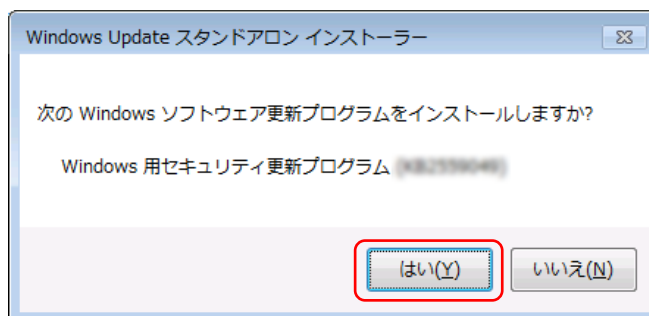 Windows Update スタンドアロン インストーラー
次の Windows ソフトウェア更新プログラムをインストールしますか?
Windows 用セキュリティ更新プログラム
はい(Y)
いいえ(N)